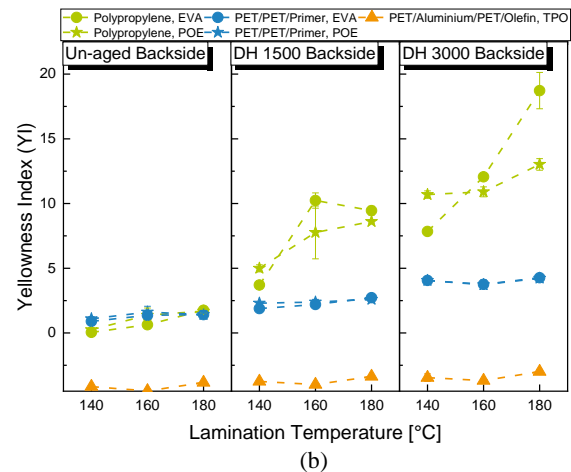 Polypropylene, EVA PET/PET/Primer, EVA PET/Aluminium/PET/Olefin, TPO
Polypropylene, POE PET/PET/Primer, POE
Un-aged Backside DH 1500 Backside DH 3000 Backside
20
15
10
5
0
Yellowness Index (YI)
140 160 180 140 160 180 140 160 180
Lamination Temperature [°C]
(b)